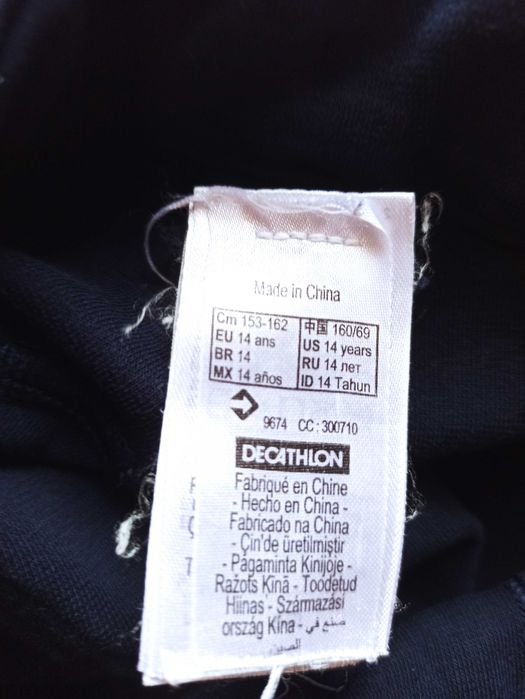 Made in China
Cm 153-162 中国 160/69
EU 14 ans US 14 years
BR 14 RU 14 лет
MX 14 años ID 14 Tahun
9674 CC : 300710
DECATHLON
Fabriqué en Chine
- Hecho en China -
Fabricado na China
- Çin'de üretilmiştir
- Pagaminta Kinijoje -
Ražots Ķīnā - Toodetud
Hiinas - Származási
ország Kína - صنع في
الصين